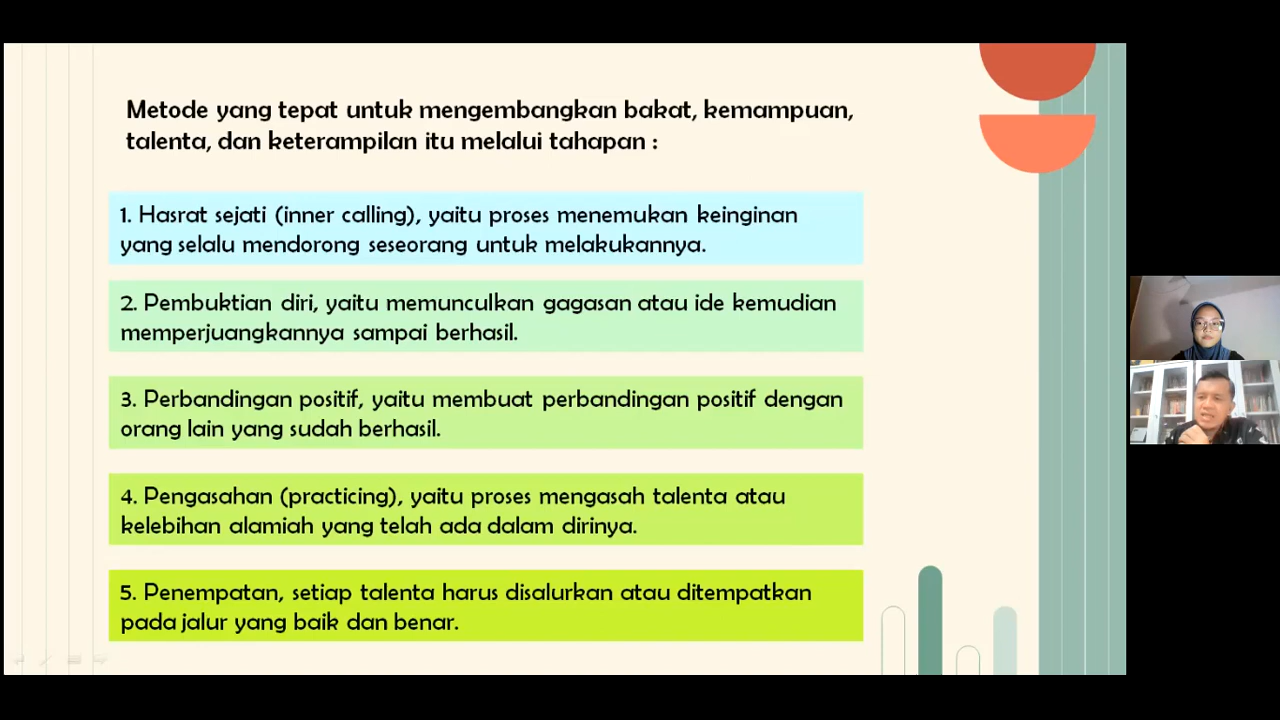 Metode yang tepat untuk mengembangkan bakat, kemampuan,
talenta, dan keterampilan itu melalui tahapan :
1. Hasrat sejati (inner calling), yaitu proses menemukan keinginan
yang selalu mendorong seseorang untuk melakukannya.
2. Pembuktian diri, yaitu memunculkan gagasan atau ide kemudian
memperjuangkannya sampai berhasil.
3. Perbandingan positif, yaitu membuat perbandingan positif dengan
orang lain yang sudah berhasil.
4. Pengasahan (practicing), yaitu proses mengasah talenta atau
kelebihan alamiah yang telah ada dalam dirinya.
5. Penempatan, setiap talenta harus disalurkan atau ditempatkan
pada jalur yang baik dan benar.